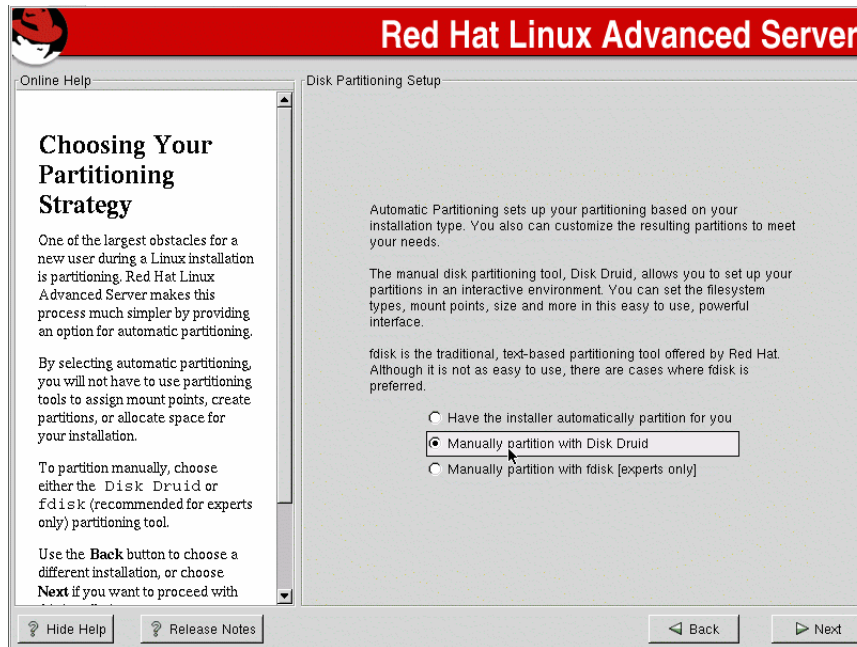 Red Hat Linux Advanced Server
Online Help
Choosing Your
Partitioning
Strategy
One of the largest obstacles for a
new user during a Linux installation
is partitioning. Red Hat Linux
Advanced Server makes this
process much simpler by providing
an option for automatic partitioning.
By selecting automatic partitioning,
you will not have to use partitioning
tools to assign mount points, create
partitions, or allocate space for
your installation.
To partition manually, choose
either the Disk Druid or
fdisk (recommended for experts
only) partitioning tool.
Use the Back button to choose a
different installation, or choose
Next if you want to proceed with
Disk Partitioning Setup
Automatic Partitioning sets up your partitioning based on your
installation type. You also can customize the resulting partitions to meet
your needs.
The manual disk partitioning tool, Disk Druid, allows you to set up your
partitions in an interactive environment. You can set the filesystem
types, mount points, size and more in this easy to use, powerful
interface.
fdisk is the traditional, text-based partitioning tool offered by Red Hat.
Although it is not as easy to use, there are cases where fdisk is
preferred.
Have the installer automatically partition for you
Manually partition with Disk Druid
Manually partition with fdisk [experts only]
Hide Help
Release Notes
Back
Next